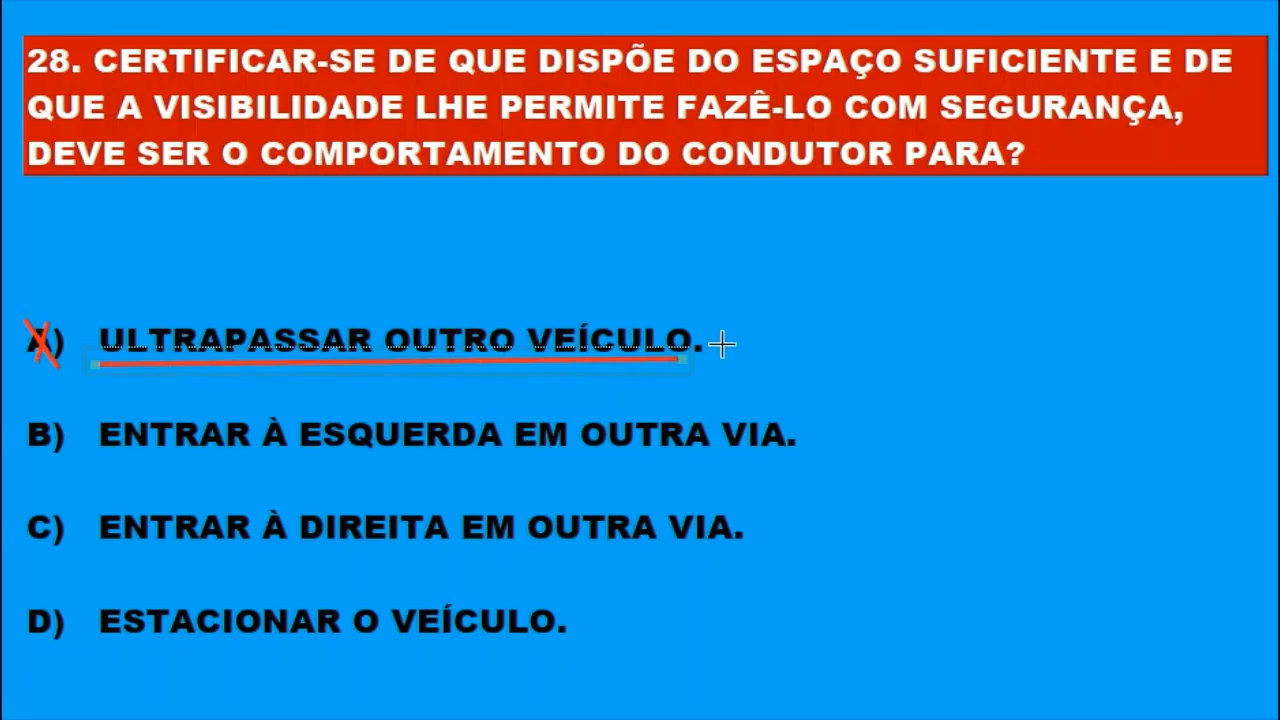 28. CERTIFICAR-SE DE QUE DISPÕE DO ESPAÇO SUFICIENTE E DE
QUE A VISIBILIDADE LHE PERMITE FAZÊ-LO COM SEGURANÇA,
DEVE SER O COMPORTAMENTO DO CONDUTOR PARA?
A) ULTRAPASSAR OUTRO VEÍCULO.
B) ENTRAR À ESQUERDA EM OUTRA VIA.
C) ENTRAR À DIREITA EM OUTRA VIA.
D) ESTACIONAR O VEÍCULO.